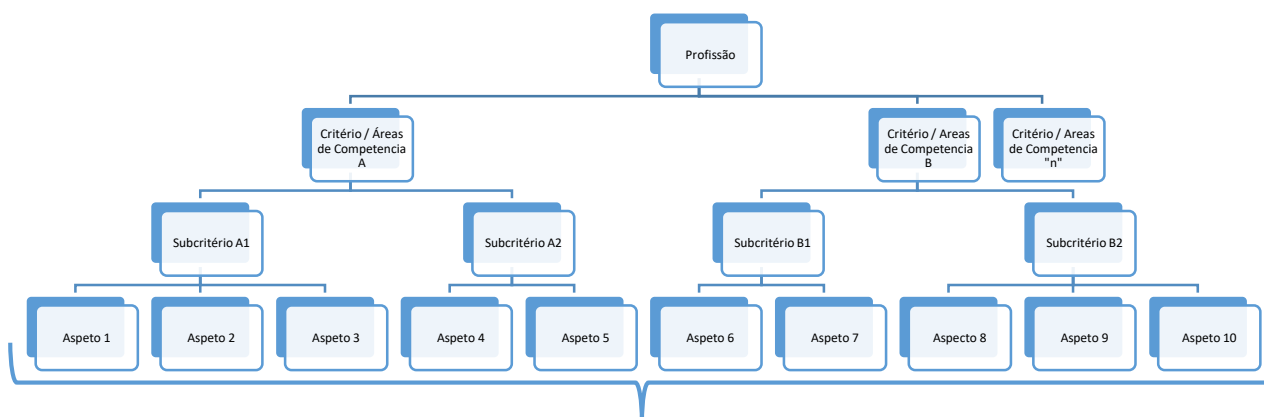 Profissão
Critério / Áreas
de Competencia
A
Critério / Areas
de Competencia
B
Critério / Areas
de Competencia
"n"
Subcritério A1
Subcritério A2
Subcritério B1
Subcritério B2
Aspeto 1
Aspeto 2
Aspeto 3
Aspeto 4
Aspeto 5
Aspeto 6
Aspeto 7
Aspecto 8
Aspeto 9
Aspeto 10